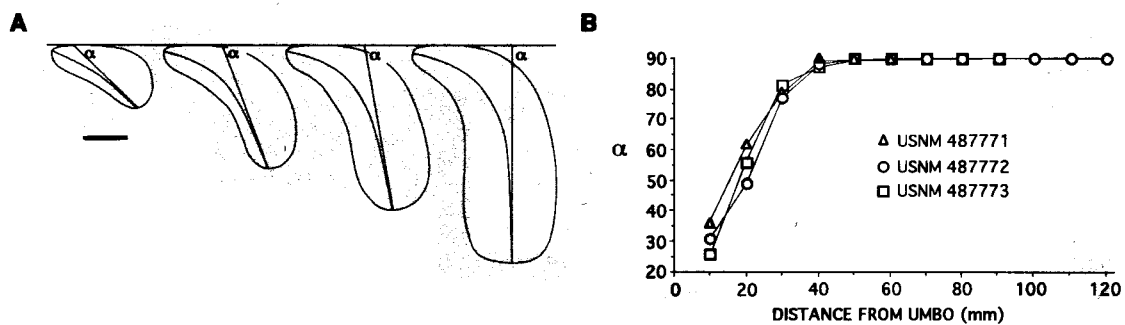 A
α α α α
B
90
80
70
60
50
40
30
20
α
△ USNM 487771
○ USNM 487772
□ USNM 487773
0 20 40 60 80 100 120
DISTANCE FROM UMBO (mm)